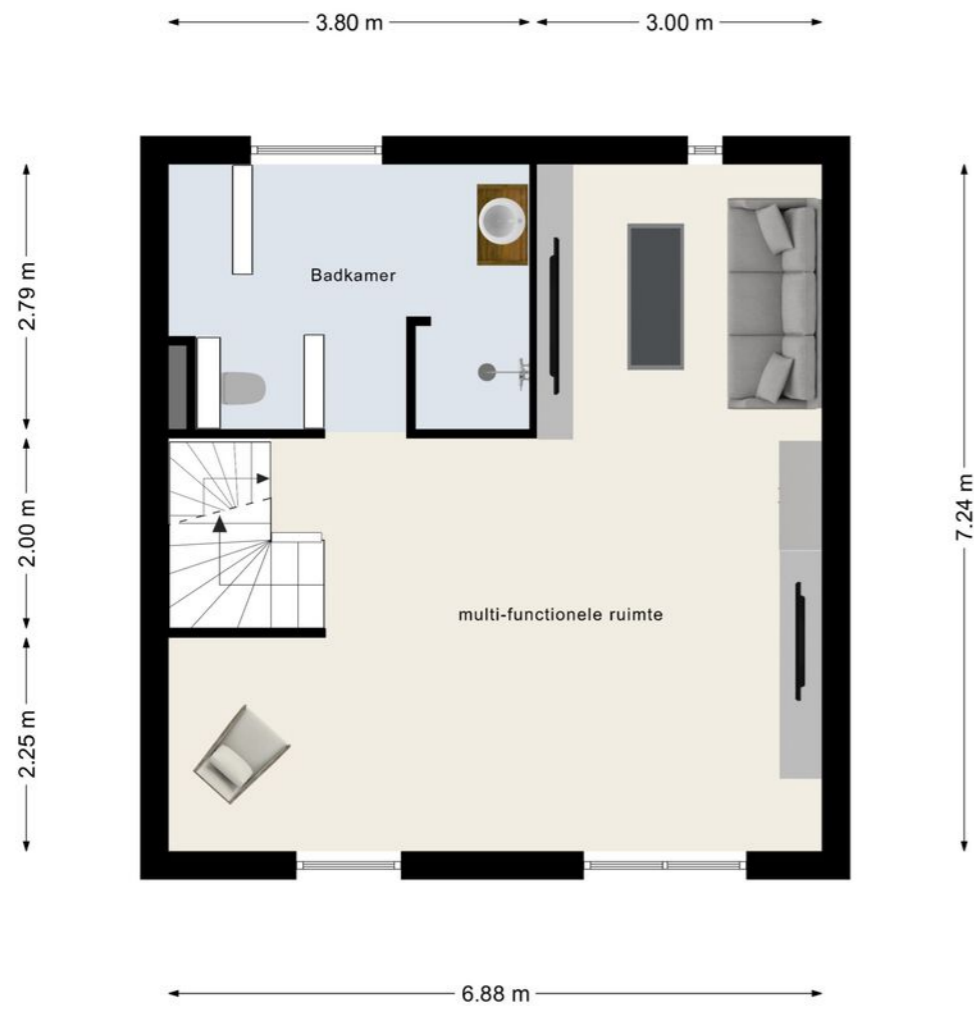 3.80 m
3.00 m
2.79 m
Badkamer
2.00 m
7.24 m
multi-functionele ruimte
2.25 m
6.88 m